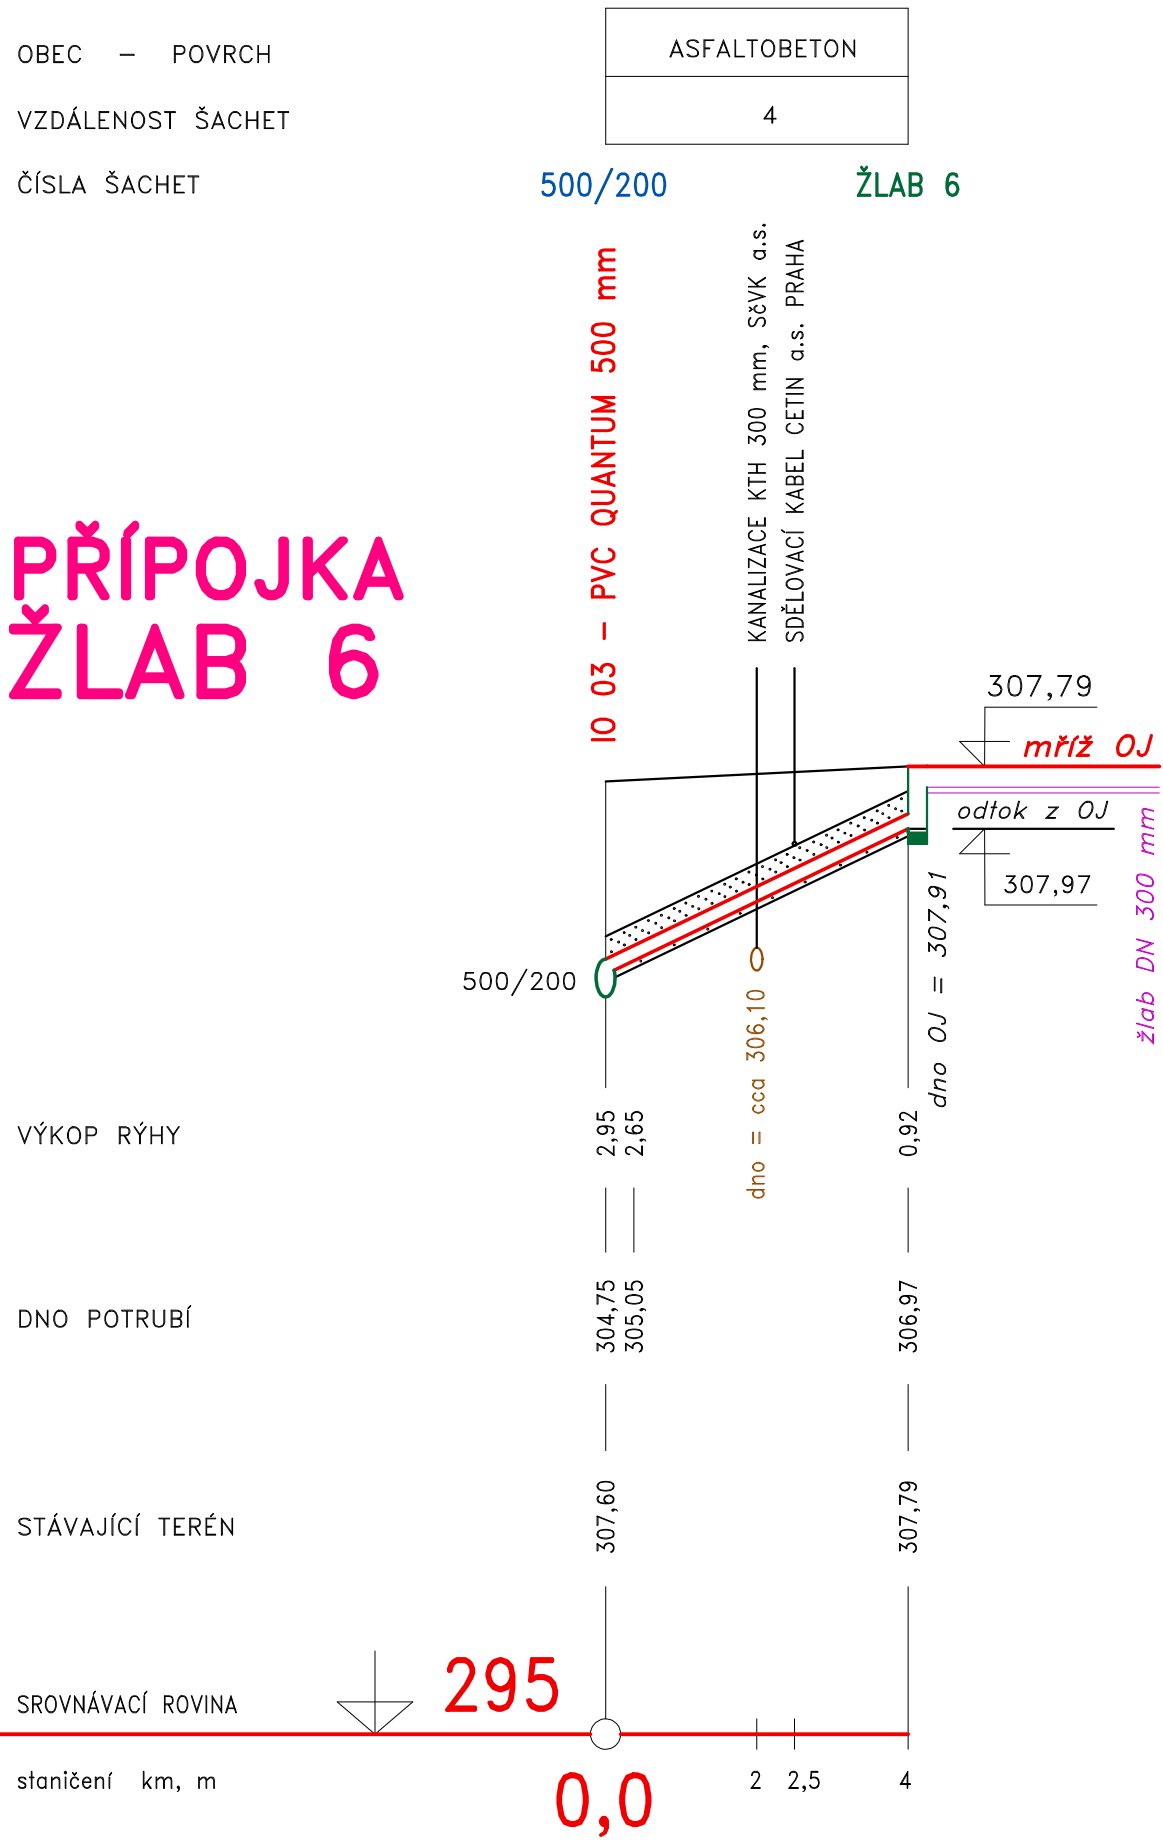 OBEC – POVRCH
ASFALTOBETON
VZDÁLENOST ŠACHET
4
ČÍSLA ŠACHET
500/200
ŽLAB 6
IO 03 – PVC QUANTUM 500 mm
KANALIZACE KTH 300 mm, SčVK a.s.
SDĚLOVACÍ KABEL CETIN a.s. PRAHA
PŘÍPOJKA
ŽLAB 6
307,79
mříž OJ
odtok z OJ
307,97
žlab DN 300 mm
dno OJ = 307,91
500/200
dno = cca 306,10
VÝKOP RÝHY
2,95
2,65
0,92
DNO POTRUBÍ
304,75
305,05
306,97
STÁVAJÍCÍ TERÉN
307,60
307,79
SROVNÁVACÍ ROVINA
295
staničení km, m
0,0
2
2,5
4